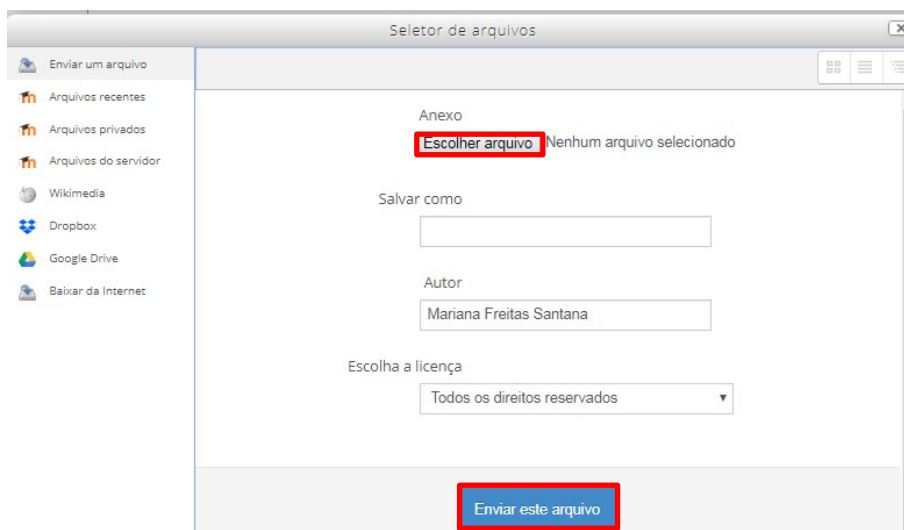 Seletor de arquivos
Enviar um arquivo
Arquivos recentes
Arquivos privados
Arquivos do servidor
Wikimedia
Dropbox
Google Drive
Baixar da Internet
Anexo
Escolher arquivo Nenhum arquivo selecionado
Salvar como
Autor
Mariana Freitas Santana
Escolha a licença
Todos os direitos reservados
Enviar este arquivo